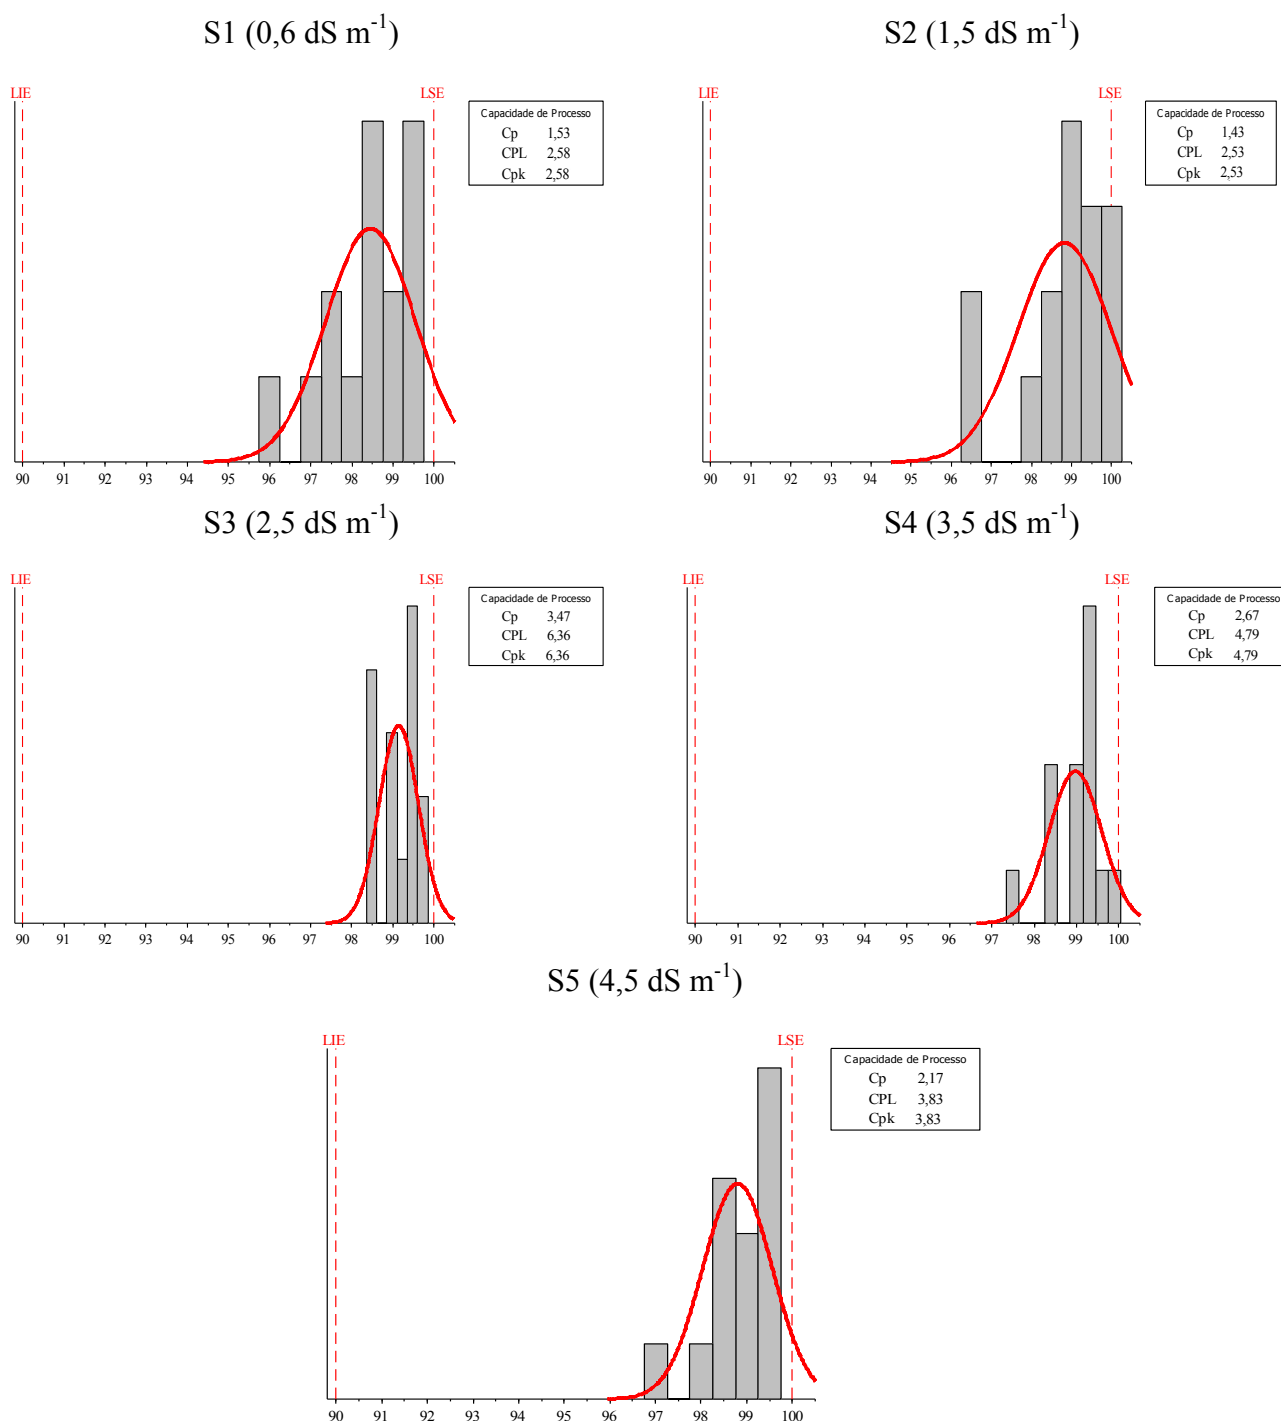 S1 (0,6 dS m⁻¹)
S2 (1,5 dS m⁻¹)
LIE
LSE
Capacidade de Processo
Cp 1,53
CPL 2,58
Cpk 2,58
90 91 92 93 94 95 96 97 98 99 100
LIE
LSE
Capacidade de Processo
Cp 1,43
CPL 2,53
Cpk 2,53
90 91 92 93 94 95 96 97 98 99 100
S3 (2,5 dS m⁻¹)
S4 (3,5 dS m⁻¹)
LIE
LSE
Capacidade de Processo
Cp 3,47
CPL 6,36
Cpk 6,36
90 91 92 93 94 95 96 97 98 99 100
LIE
LSE
Capacidade de Processo
Cp 2,67
CPL 4,79
Cpk 4,79
90 91 92 93 94 95 96 97 98 99 100
S5 (4,5 dS m⁻¹)
LIE
LSE
Capacidade de Processo
Cp 2,17
CPL 3,83
Cpk 3,83
90 91 92 93 94 95 96 97 98 99 100